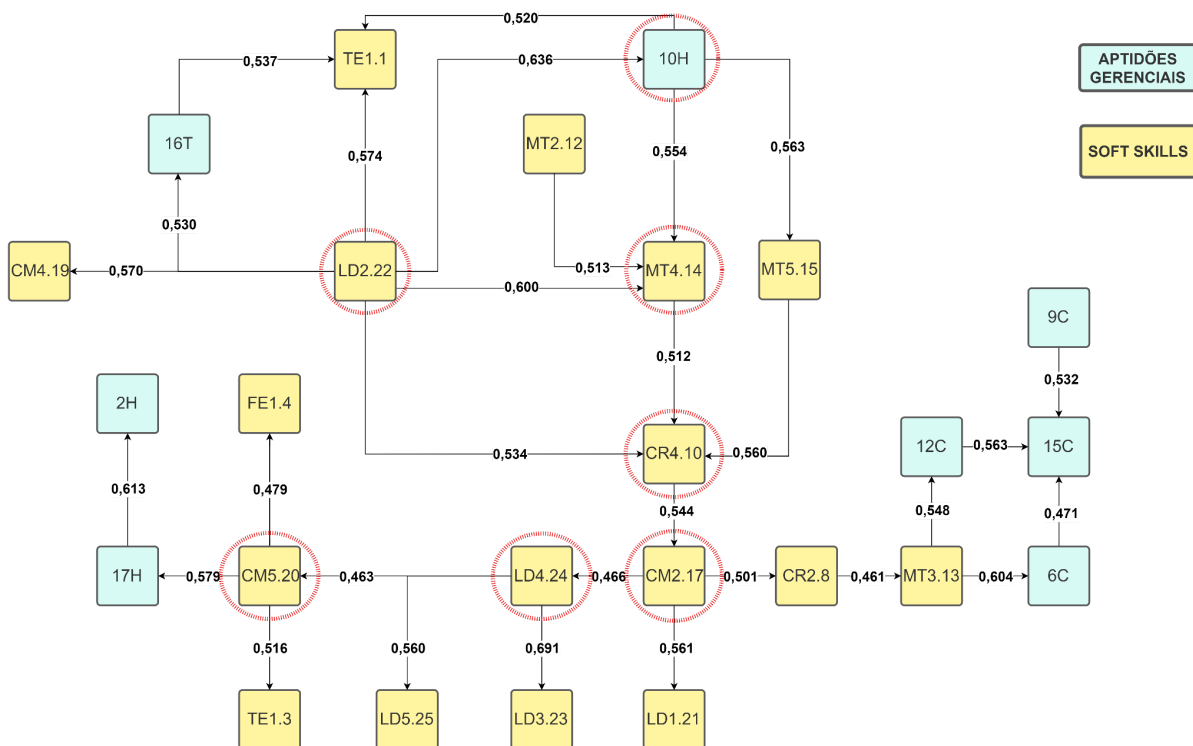 0,520
TE1.1
0,537
0,636
10H
APTIDÕES
GERENCIAIS
16T
MT2.12
0,574
0,554
0,563
SOFT SKILLS
0,530
CM4.19
0,570
LD2.22
0,513
MT4.14
MT5.15
0,600
9C
0,512
0,532
2H
FE1.4
12C
0,563
15C
0,534
CR4.10
0,560
0,613
0,479
0,544
0,548
0,471
17H
0,579
CM5.20
0,463
LD4.24
0,466
CM2.17
0,501
CR2.8
0,461
MT3.13
0,604
6C
0,516
0,560
0,691
0,561
TE1.3
LD5.25
LD3.23
LD1.21